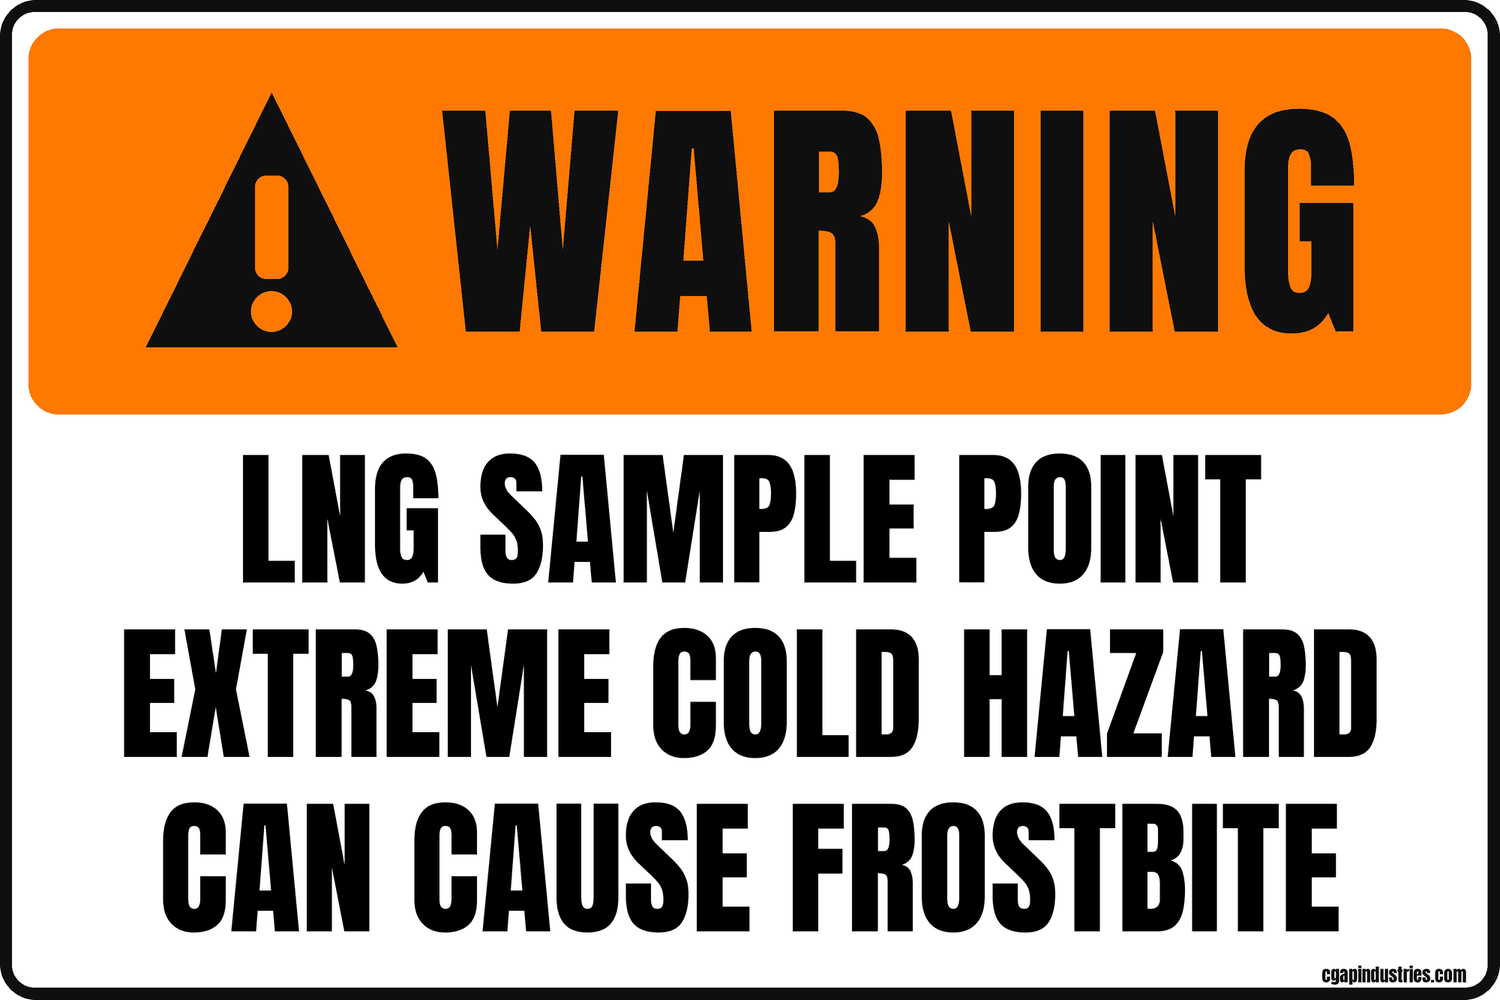 WARNING
LNG SAMPLE POINT
EXTREME COLD HAZARD
CAN CAUSE FROSTBITE
cgapindustries.com